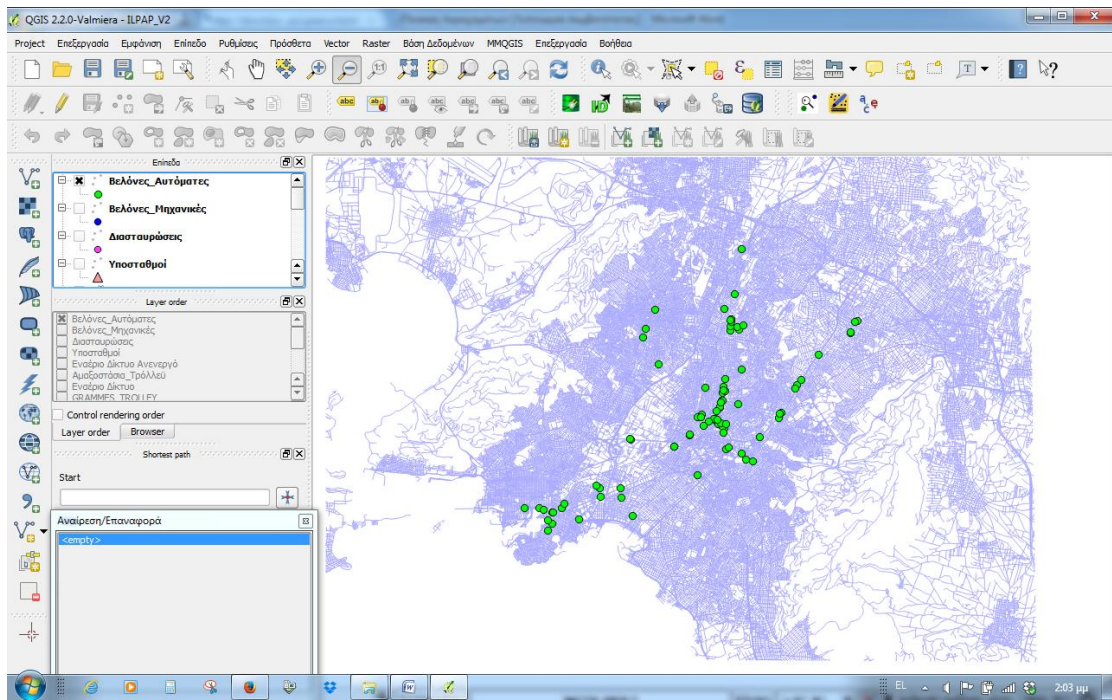 QGIS 2.2.0-Valmiera - ILPAP_V2
Project Επεξεργασία Εμφάνιση Επίπεδο Ρυθμίσεις Πρόσθετα Vector Raster Βάση Δεδομένων MMQGIS Επεξεργασία Βοήθεια
Επίπεδα
Βελόνες_Αυτόματες
Βελόνες_Μηχανικές
Διασταυρώσεις
Υποσταθμοί
Layer order
Βελόνες_Αυτόματες
Βελόνες_Μηχανικές
Διασταυρώσεις
Υποσταθμοί
Εναέριο Δίκτυο Ανενεργό
Αμαξοστάσια_Τρόλλεϋ
Εναέριο Δίκτυο
GRAMMES_TROLLEY
Control rendering order
Layer order Browser
Shortest path
Start
Αναίρεση/Επαναφορά
<empty>
EL
2:03 μμ